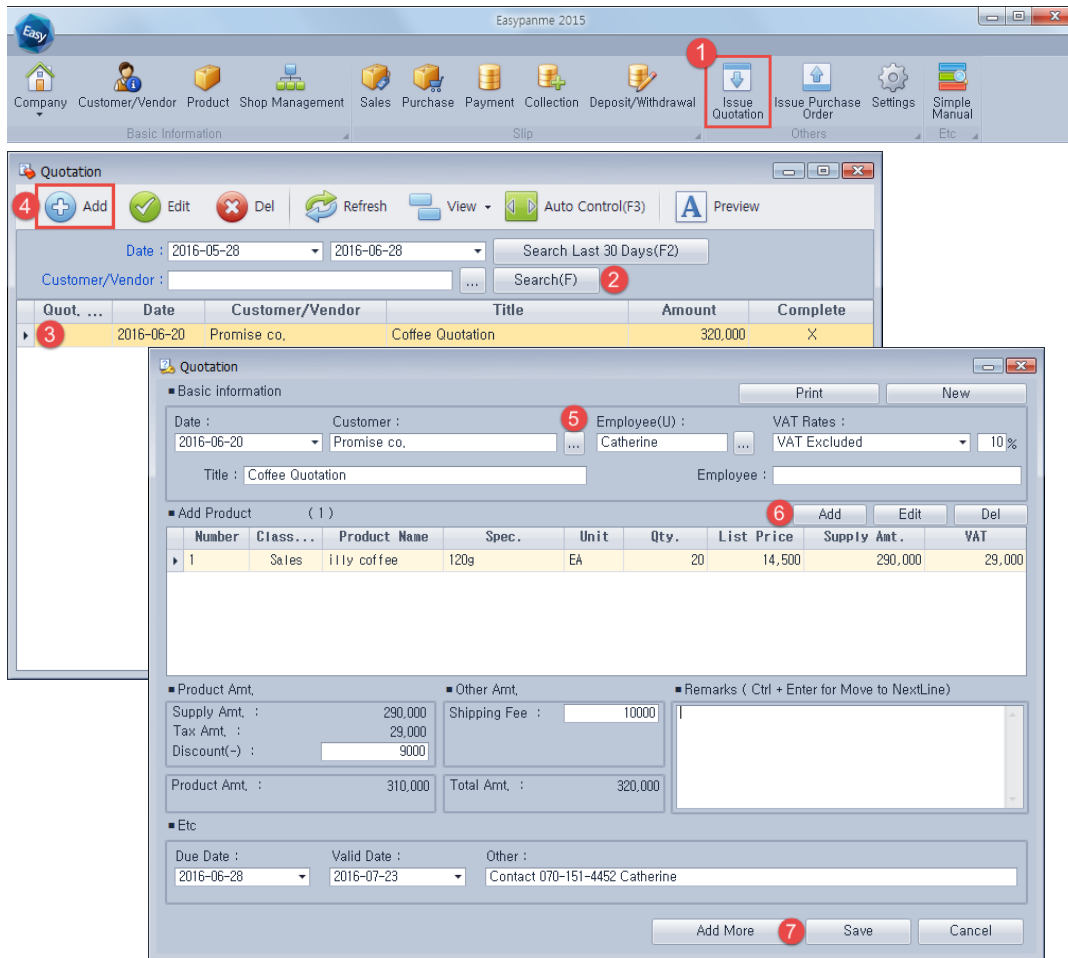 Easypanme 2015
Easy
1
Company Customer/Vendor Product Shop Management Sales Purchase Payment Collection Deposit/Withdrawal Issue Quotation Issue Purchase Order Settings Simple Manual
Basic Information Slip Others Etc
Quotation
4 Add Edit Del Refresh View Auto Control(F3) A Preview
Date : 2016-05-28 2016-06-28 Search Last 30 Days(F2)
Customer/Vendor : ... Search(F) 2
Quot, ... Date Customer/Vendor Title Amount Complete
3 2016-06-20 Promise co, Coffee Quotation 320,000 X
Quotation
■ Basic information Print New
Date : Customer : 5 Employee(U) : VAT Rates :
2016-06-20 Promise co, ... Catherine ... VAT Excluded 10 %
Title : Coffee Quotation Employee :
■ Add Product ( 1 ) 6 Add Edit Del
Number Class... Product Name Spec. Unit Qty. List Price Supply Amt. VAT
1 Sales illy coffee 120g EA 20 14,500 290,000 29,000
■ Product Amt, ■ Other Amt, ■ Remarks ( Ctrl + Enter for Move to NextLine)
Supply Amt, : 290,000 Shipping Fee : 10000
Tax Amt, : 29,000
Discount(-) : 9000
Product Amt, : 310,000 Total Amt, : 320,000
■ Etc
Due Date : Valid Date : Other :
2016-06-28 2016-07-23 Contact 070-151-4452 Catherine
Add More 7 Save Cancel